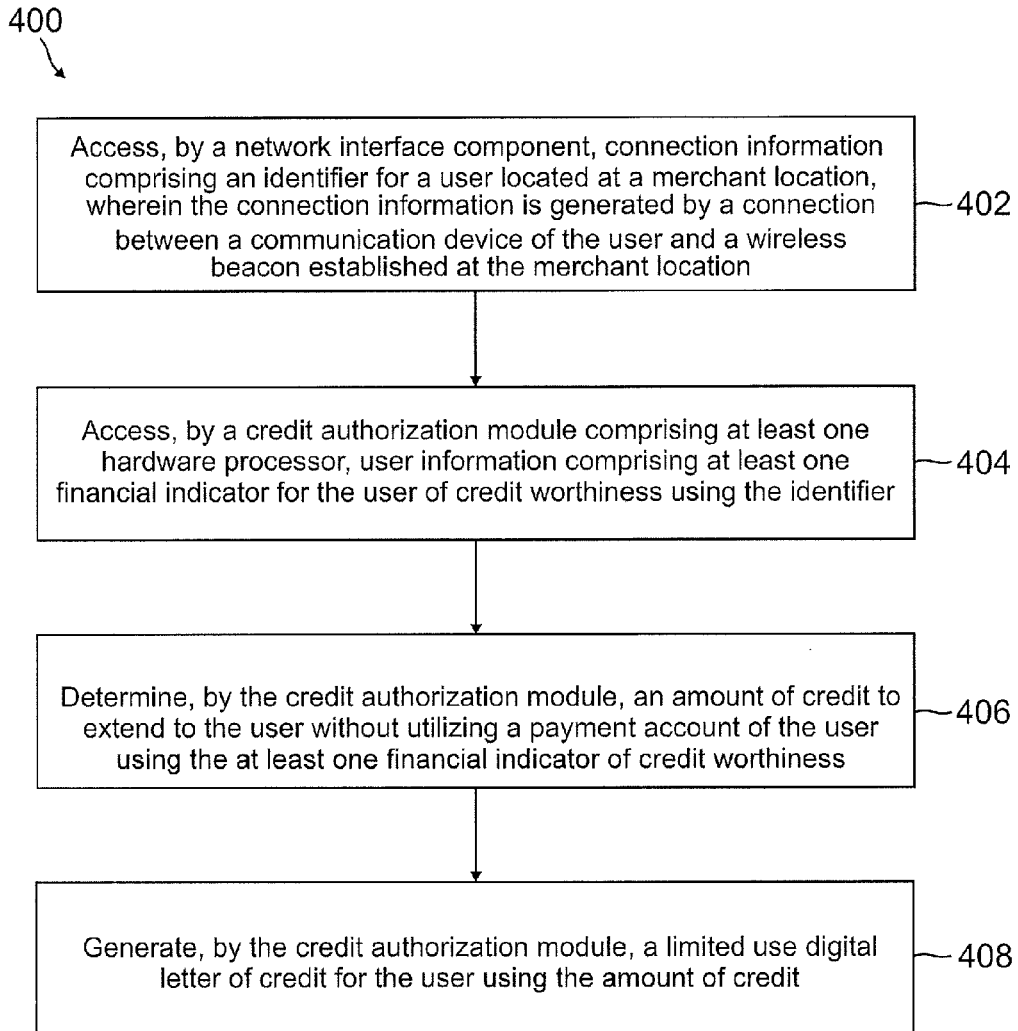 400
Access, by a network interface component, connection information
comprising an identifier for a user located at a merchant location,
wherein the connection information is generated by a connection
between a communication device of the user and a wireless
beacon established at the merchant location
402
Access, by a credit authorization module comprising at least one
hardware processor, user information comprising at least one
financial indicator for the user of credit worthiness using the identifier
404
Determine, by the credit authorization module, an amount of credit to
extend to the user without utilizing a payment account of the user
using the at least one financial indicator of credit worthiness
406
Generate, by the credit authorization module, a limited use digital
letter of credit for the user using the amount of credit
408